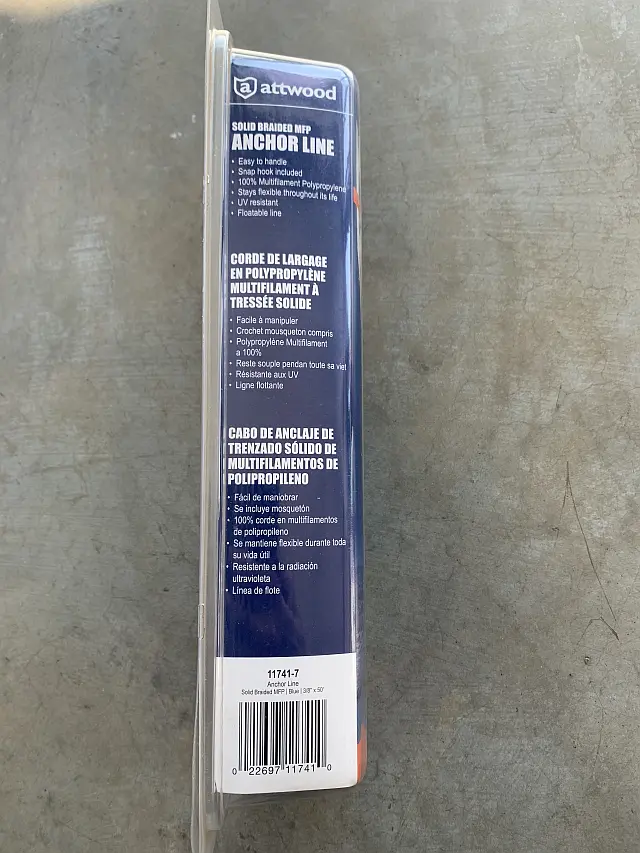 a attwood
SOLID BRAIDED MFP
ANCHOR LINE
• Easy to handle
• Snap hook included
• 100% Multifilament Polypropylene
• Stays flexible throughout its life
• UV resistant
• Floatable line
CORDE DE LARGAGE
EN POLYPROPYLÈNE
MULTIFILAMENT À
TRESSÉE SOLIDE
• Facile à manipuler
• Crochet mousqueton compris
• Polypropylène Multifilament
a 100%
• Reste souple pendan toute sa viet
• Résistante aux UV
• Ligne flottante
CABO DE ANCLAJE DE
TRENZADO SÓLIDO DE
MULTIFILAMENTOS DE
POLIPROPILENO
• Fácil de maniobrar
• Se incluye mosquetón
• 100% corde en multifilamentos
de polipropileno
• Se mantiene flexible durante toda
su vida útil
• Resistente a la radiación
ultravioleta
• Línea de flote
11741-7
Anchor Line
Solid Braided MFP | Blue | 3/8" x 50'
0 22697 11741 0